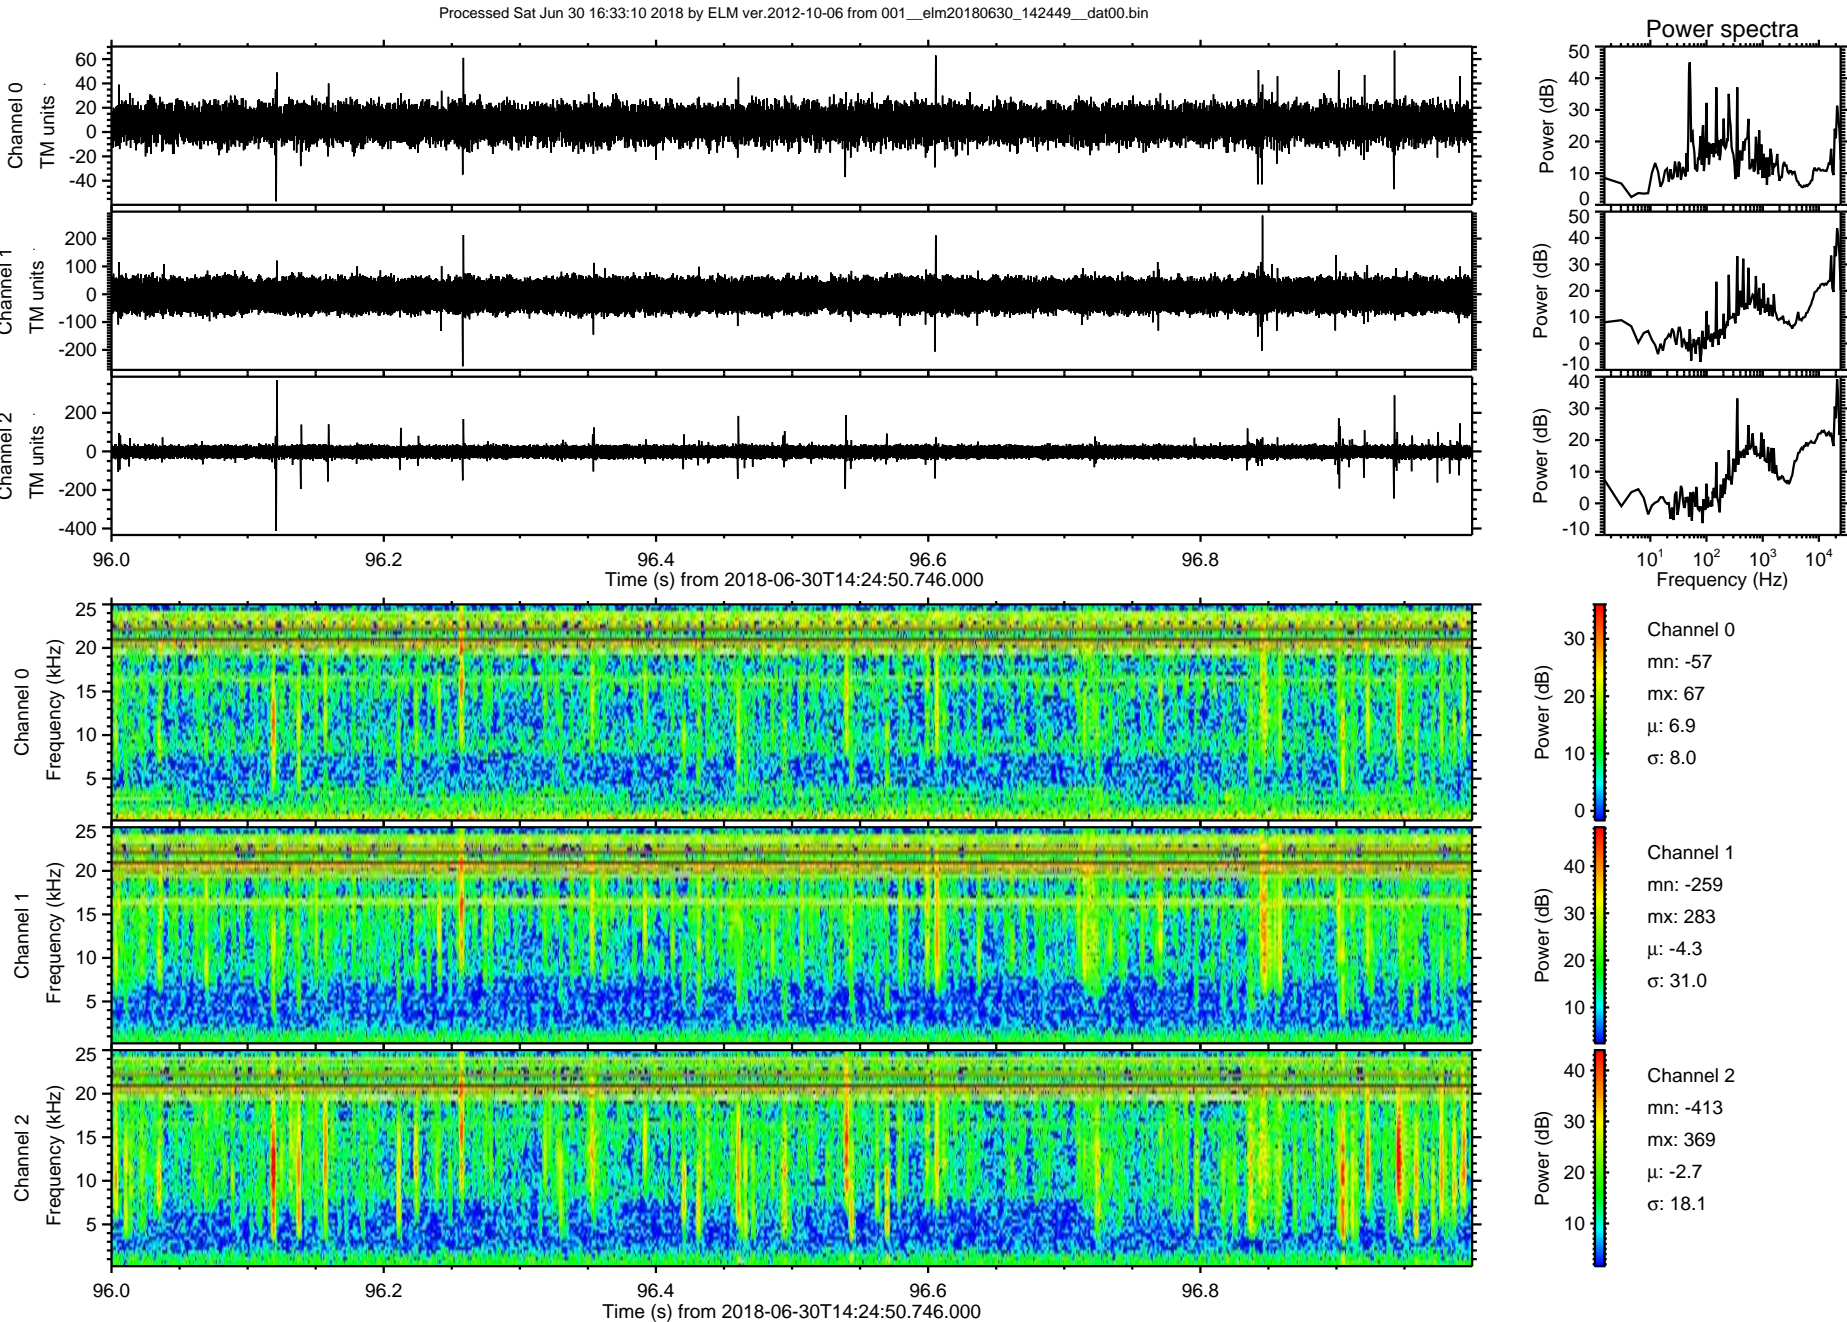 Processed Sat Jun 30 16:33:10 2018 by ELM ver.2012-10-06 from 001__elm20180630_142449__dat00.bin
Power spectra
Channel 0
TM units
60
40
20
0
-20
-40
Power (dB)
50
40
30
20
10
0
Channel 1
TM units
200
100
0
-100
-200
Power (dB)
50
40
30
20
10
0
-10
Channel 2
TM units
200
0
-200
-400
Power (dB)
40
30
20
10
0
-10
96.0 96.2 96.4 96.6 96.8
Time (s) from 2018-06-30T14:24:50.746.000
10¹ 10² 10³ 10⁴
Frequency (Hz)
Channel 0
Frequency (kHz)
25
20
15
10
5
Power (dB)
30
20
10
0
Channel 0
mn: -57
mx: 67
μ: 6.9
σ: 8.0
Channel 1
Frequency (kHz)
25
20
15
10
5
Power (dB)
40
30
20
10
Channel 1
mn: -259
mx: 283
μ: -4.3
σ: 31.0
Channel 2
Frequency (kHz)
25
20
15
10
5
Power (dB)
40
30
20
10
Channel 2
mn: -413
mx: 369
μ: -2.7
σ: 18.1
96.0 96.2 96.4 96.6 96.8
Time (s) from 2018-06-30T14:24:50.746.000